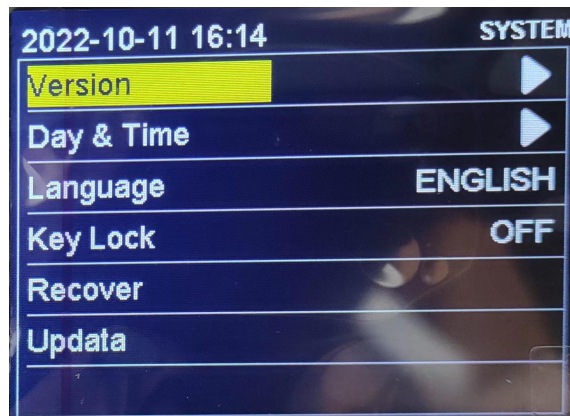 2022-10-11 16:14 SYSTEM
Version
Day & Time
Language ENGLISH
Key Lock OFF
Recover
Updata